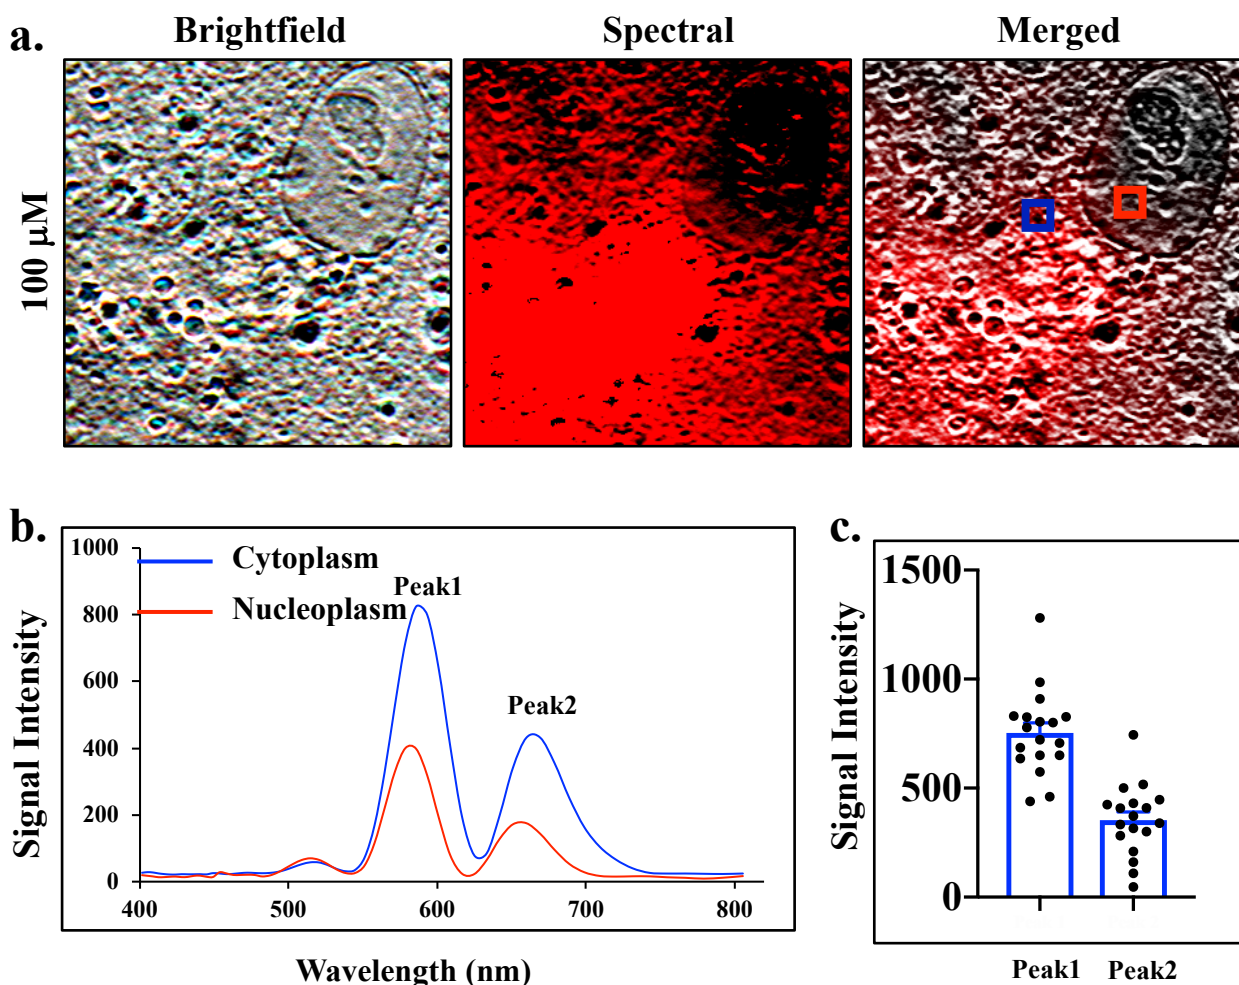 a.
Brightfield
Spectral
Merged
100 μM
b.
1000
800
600
400
200
0
Signal Intensity
Cytoplasm
Nucleoplasm
Peak1
Peak2
400
500
600
700
800
Wavelength (nm)
c.
1500
1000
500
0
Signal Intensity
Peak1
Peak2